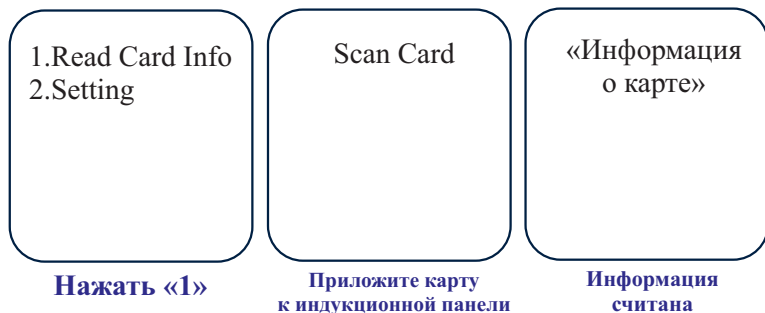 1.Read Card Info
2.Setting
Нажать «1»
Scan Card
Приложите карту
к индукционной панели
«Информация
о карте»
Информация
считана